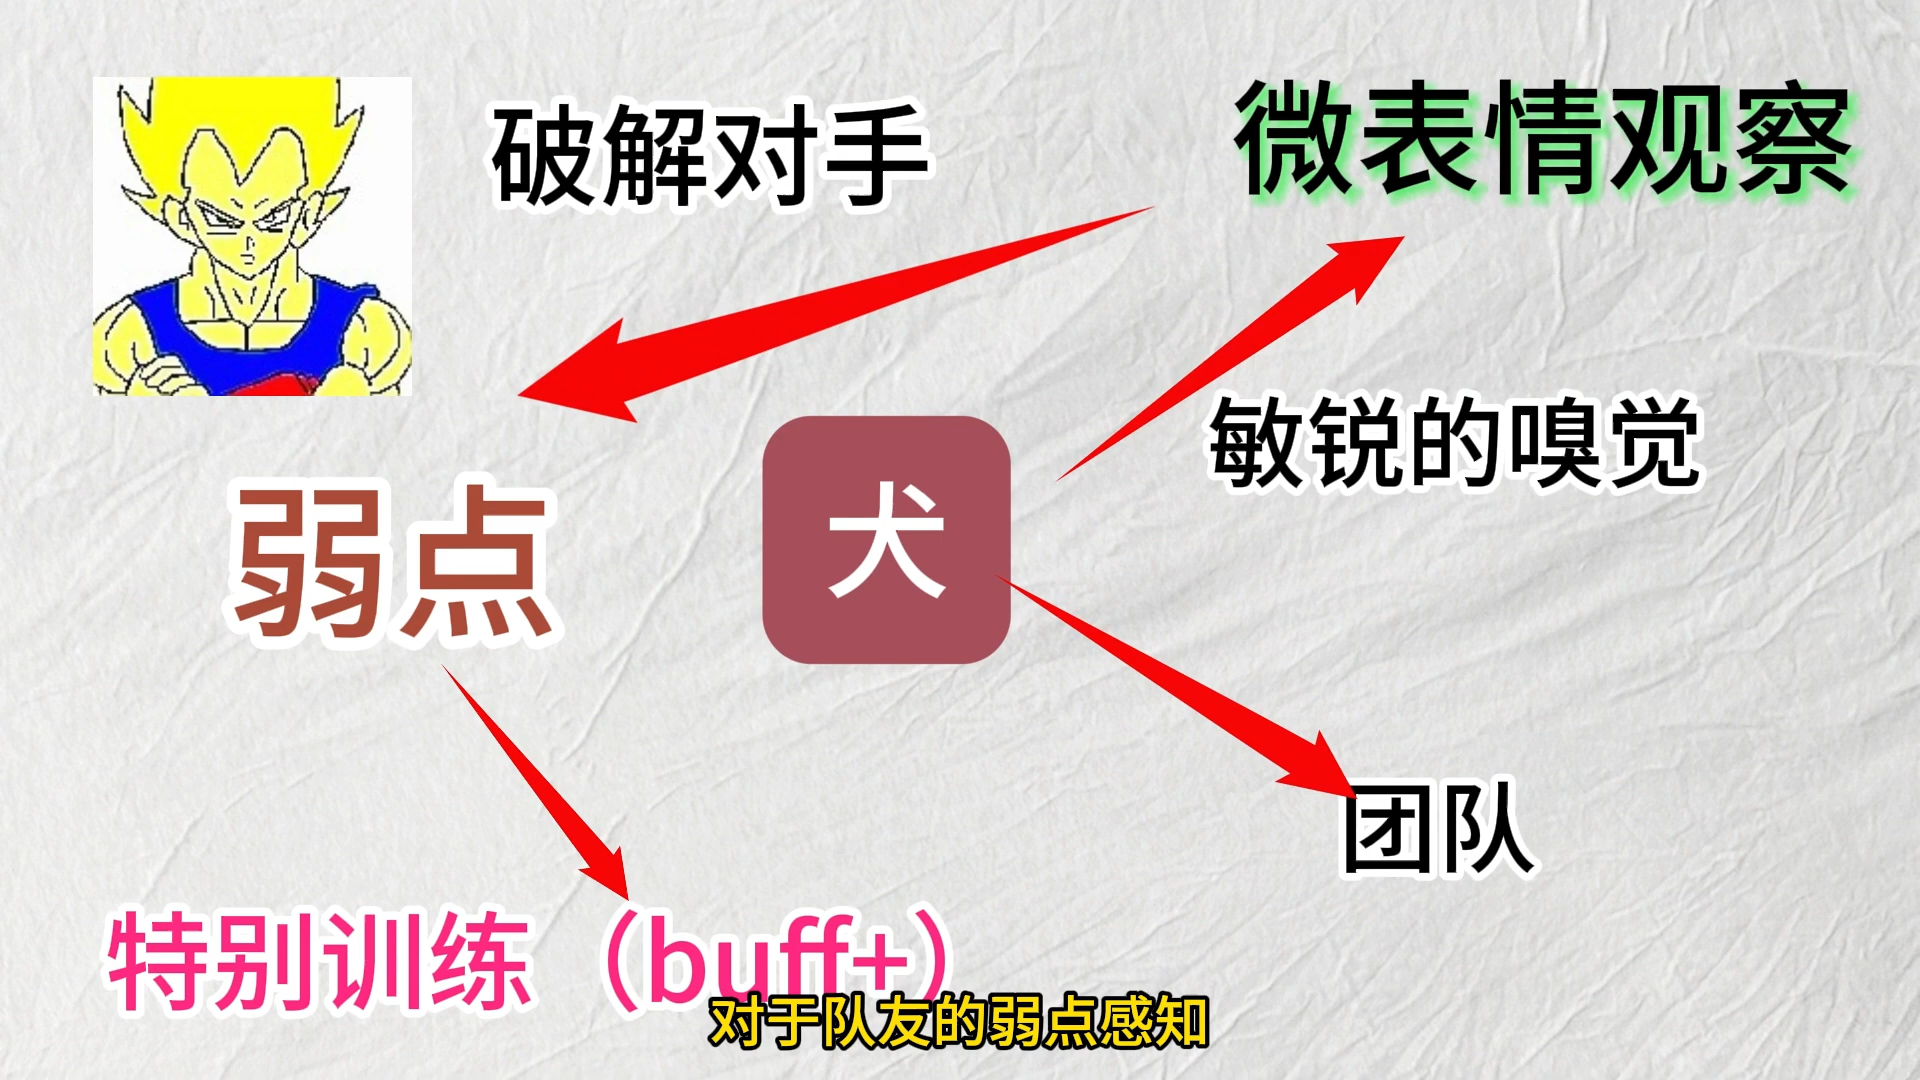 破解对手
微表情观察
敏锐的嗅觉
弱点
犬
团队
特别训练（buff+）
对于队友的弱点感知